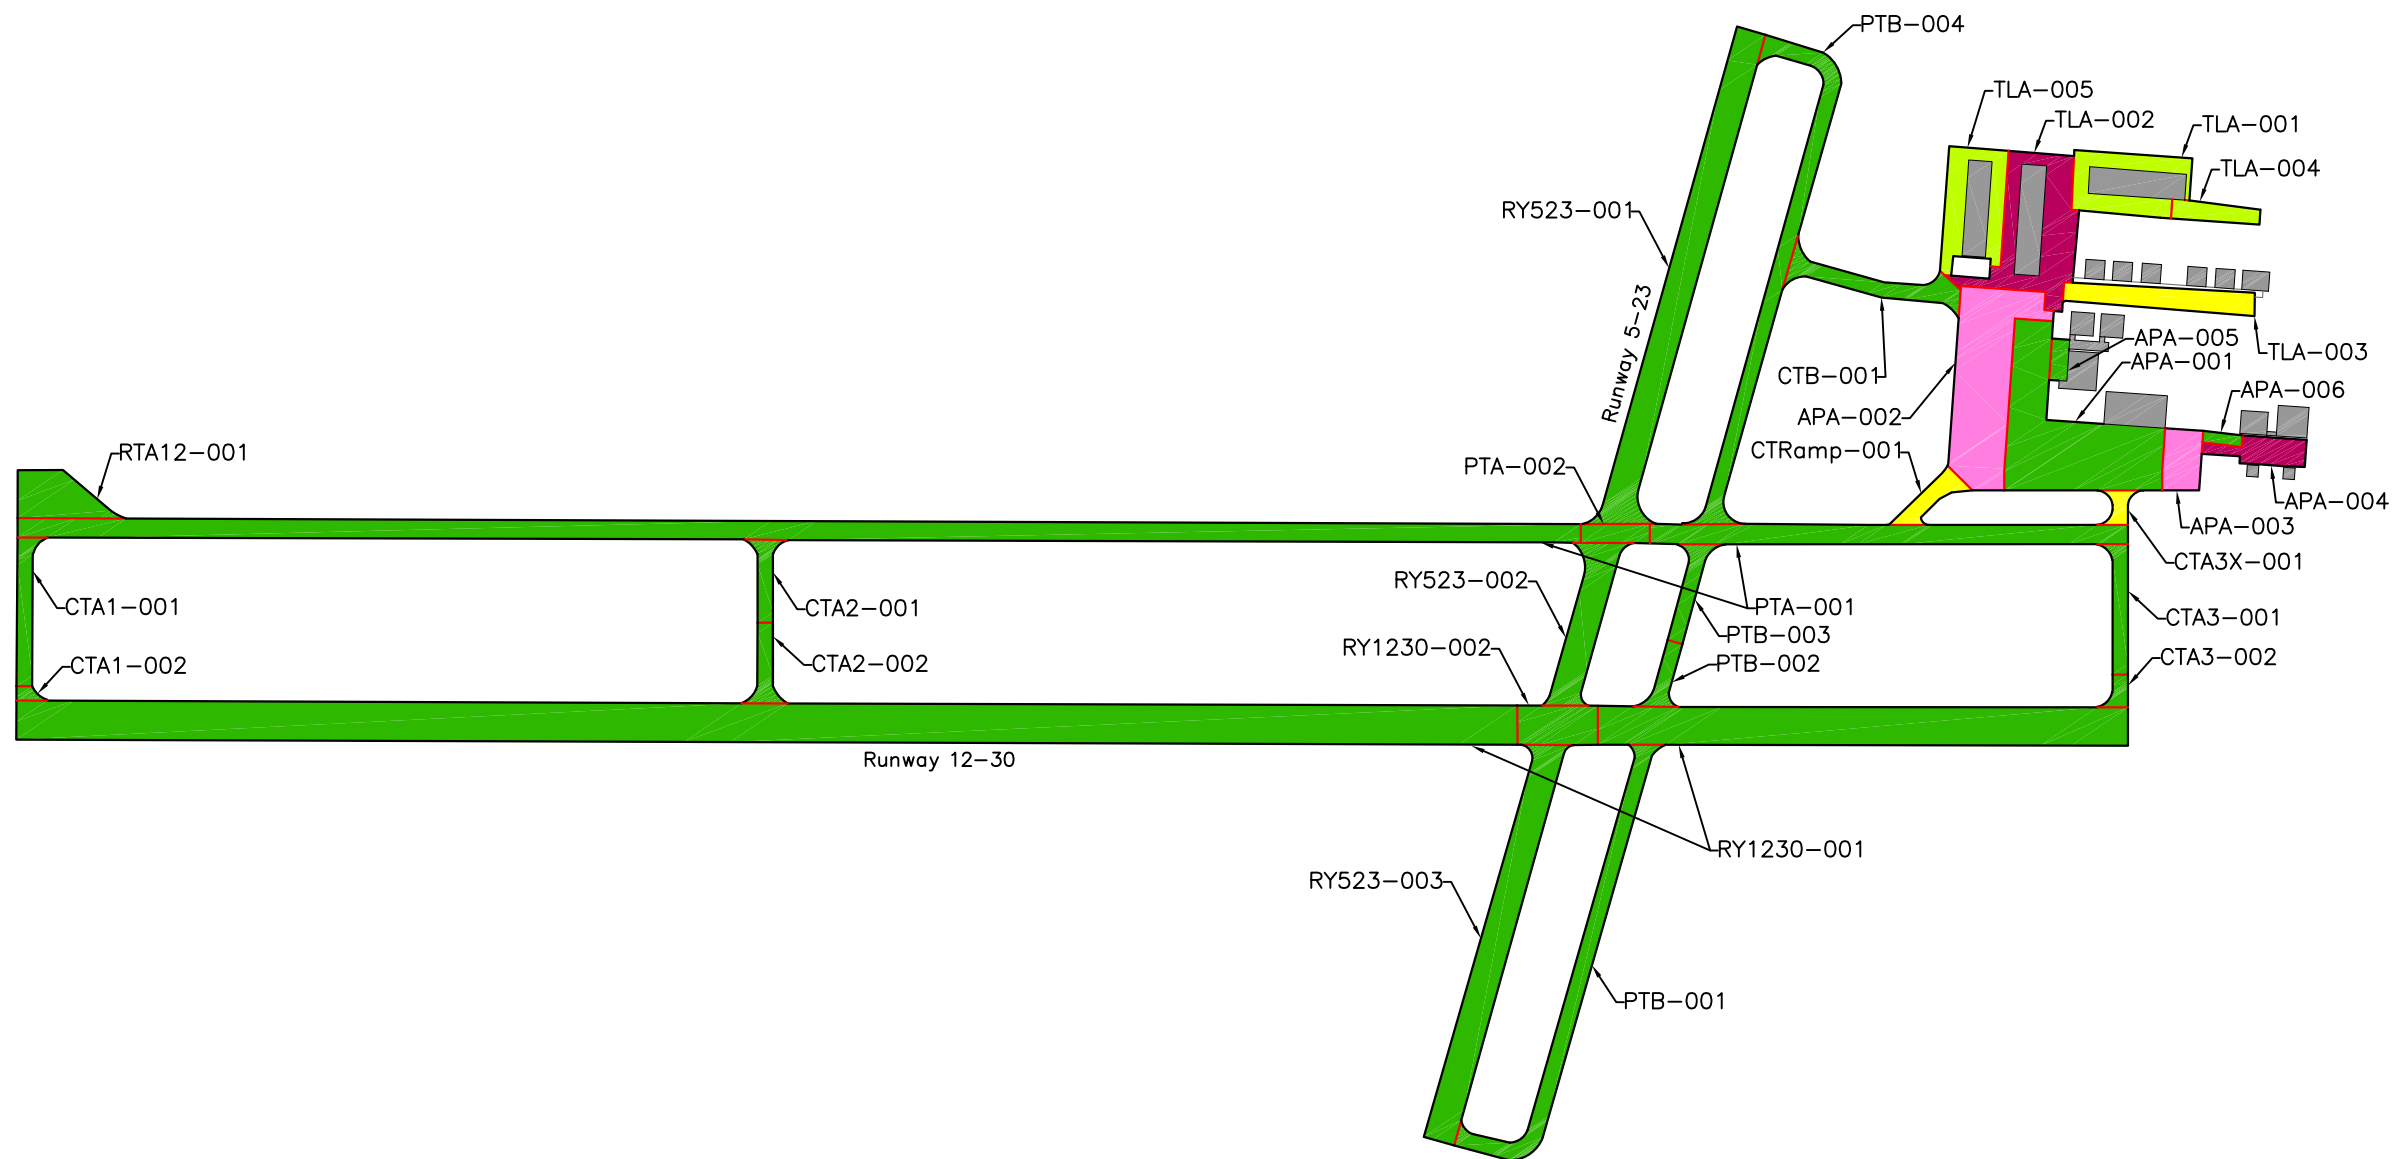 PTB-004
TLA-005
TLA-002
TLA-001
TLA-004
RY523-001
Runway 5-23
APA-005
TLA-003
APA-001
CTB-001
APA-006
APA-002
RTA12-001
CTRamp-001
PTA-002
APA-004
APA-003
CTA3X-001
RY523-002
CTA1-001
CTA2-001
PTA-001
CTA3-001
PTB-003
RY1230-002
CTA3-002
CTA1-002
CTA2-002
PTB-002
Runway 12-30
RY1230-001
RY523-003
PTB-001